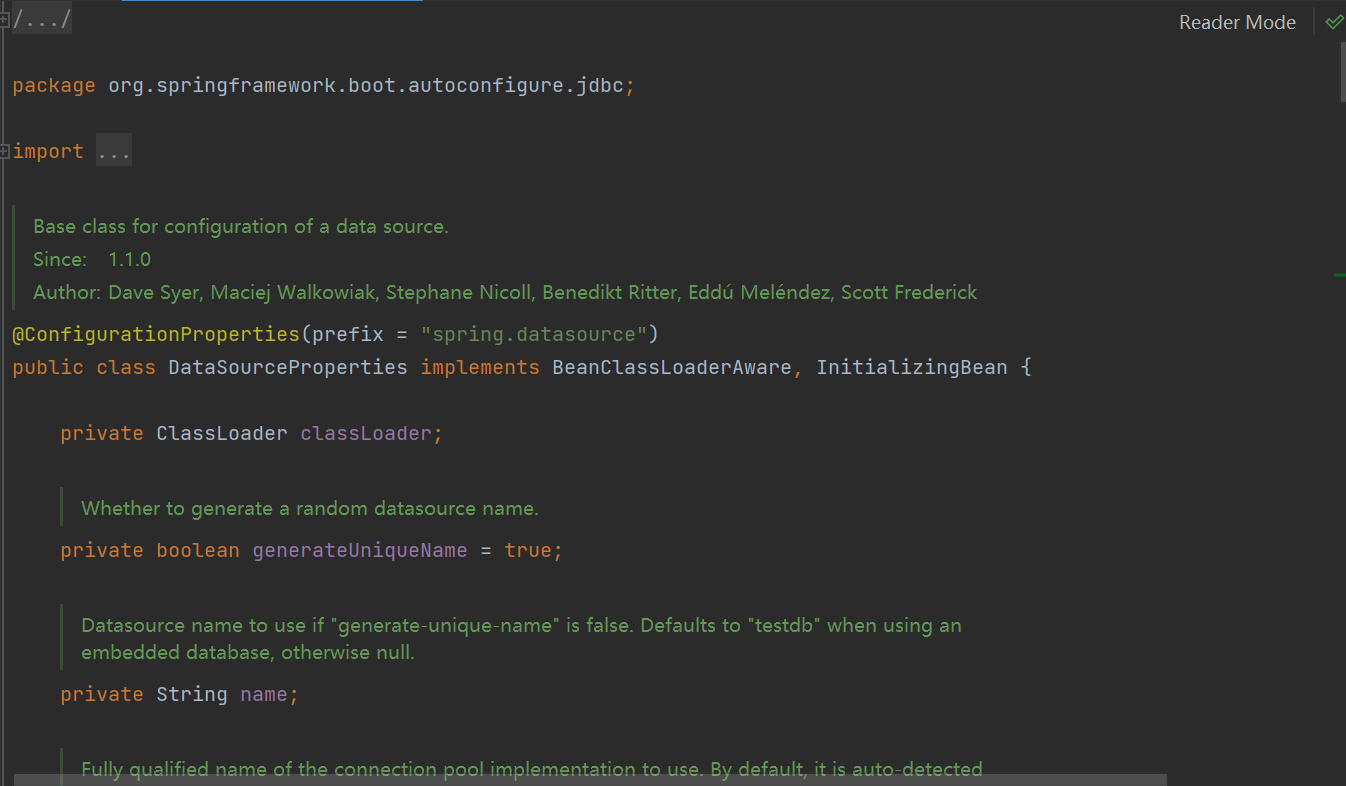 /.../
Reader Mode
package org.springframework.boot.autoconfigure.jdbc;
import ...
Base class for configuration of a data source.
Since: 1.1.0
Author: Dave Syer, Maciej Walkowiak, Stephane Nicoll, Benedikt Ritter, Eddú Meléndez, Scott Frederick
@ConfigurationProperties(prefix = "spring.datasource")
public class DataSourceProperties implements BeanClassLoaderAware, InitializingBean {
private ClassLoader classLoader;
Whether to generate a random datasource name.
private boolean generateUniqueName = true;
Datasource name to use if "generate-unique-name" is false. Defaults to "testdb" when using an
embedded database, otherwise null.
private String name;
Fully qualified name of the connection pool implementation to use. By default, it is auto-detected